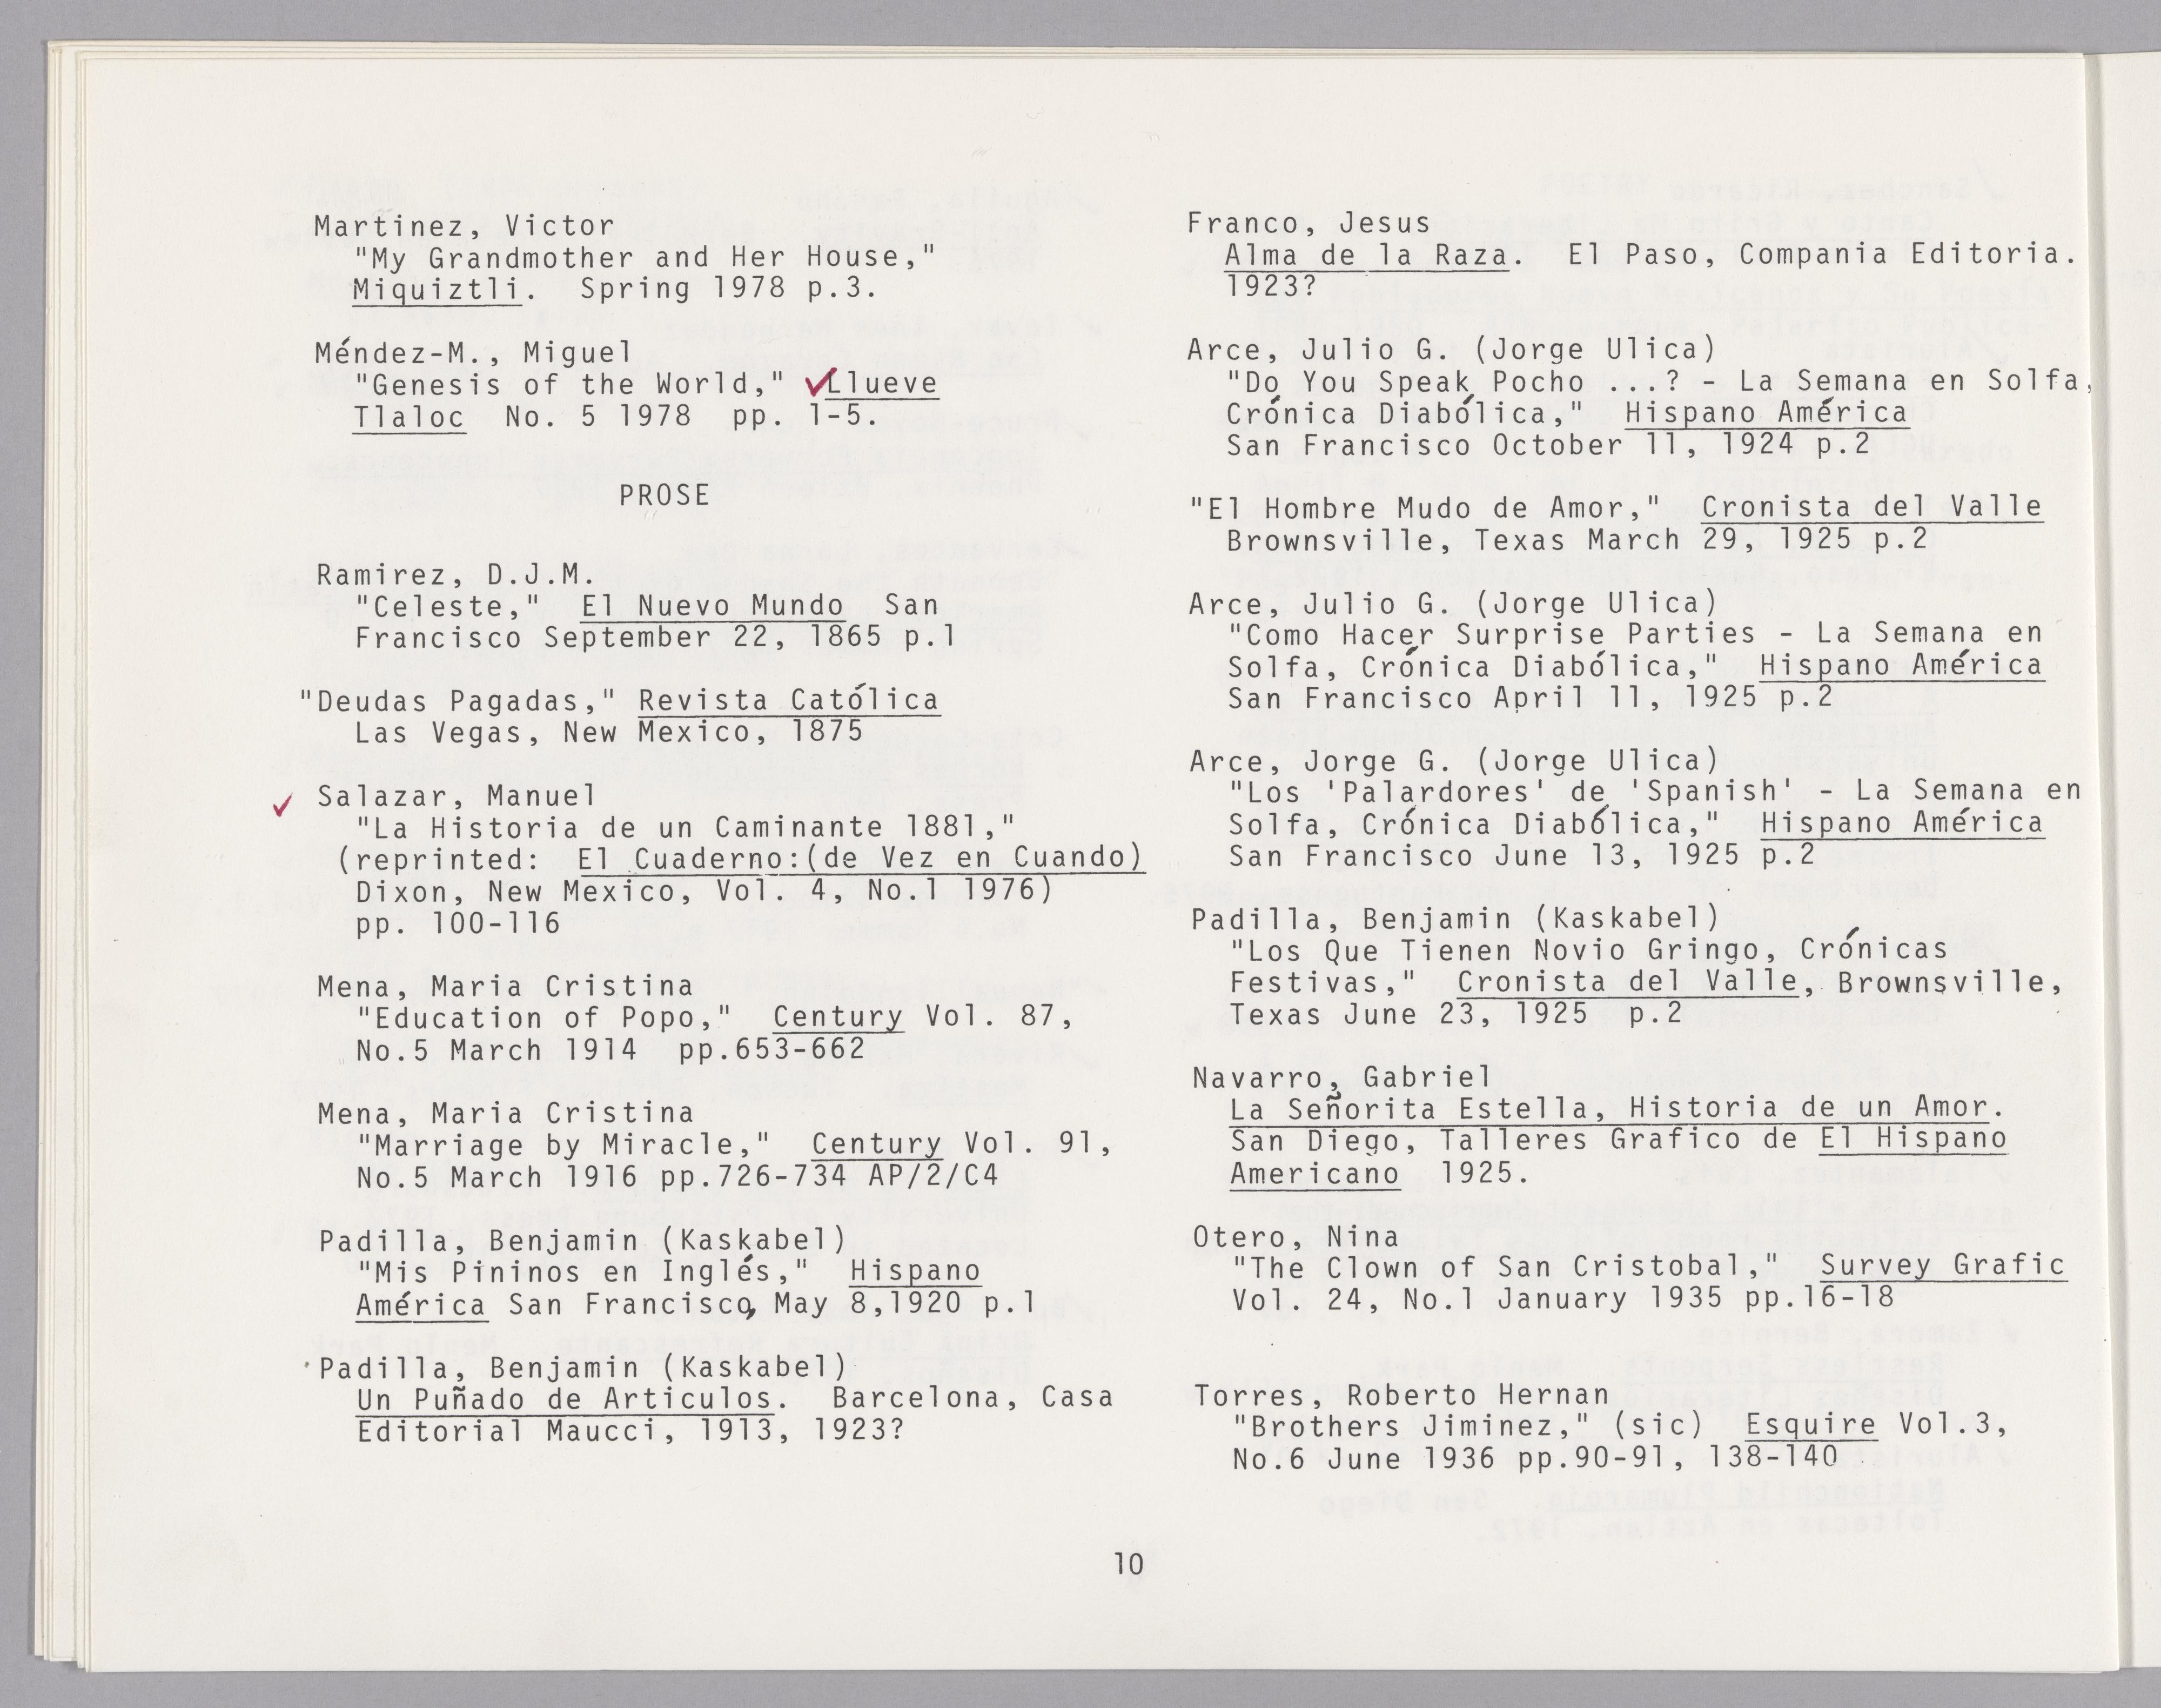 Martinez, Victor
"My Grandmother and Her House,"
Miquiztli. Spring 1978 p.3.
Méndez-M., Miguel
"Genesis of the World," ✓Llueve
Tlaloc No. 5 1978 pp. 1-5.
PROSE
Ramirez, D.J.M.
"Celeste," El Nuevo Mundo San
Francisco September 22, 1865 p.1
"Deudas Pagadas," Revista Católica
Las Vegas, New Mexico, 1875
✓ Salazar, Manuel
"La Historia de un Caminante 1881,"
(reprinted: El Cuaderno:(de Vez en Cuando)
Dixon, New Mexico, Vol. 4, No.1 1976)
pp. 100-116
Mena, Maria Cristina
"Education of Popo," Century Vol. 87,
No.5 March 1914 pp.653-662
Mena, Maria Cristina
"Marriage by Miracle," Century Vol. 91,
No.5 March 1916 pp.726-734 AP/2/C4
Padilla, Benjamin (Kaskabel)
"Mis Pininos en Inglés," Hispano
América San Francisco, May 8,1920 p.1
Padilla, Benjamin (Kaskabel)
Un Puñado de Articulos. Barcelona, Casa
Editorial Maucci, 1913, 1923?
Franco, Jesus
Alma de la Raza. El Paso, Compania Editoria.
1923?
Arce, Julio G. (Jorge Ulica)
"Do You Speak Pocho ...? - La Semana en Solfa,
Crónica Diabólica," Hispano América
San Francisco October 11, 1924 p.2
"El Hombre Mudo de Amor," Cronista del Valle
Brownsville, Texas March 29, 1925 p.2
Arce, Julio G. (Jorge Ulica)
"Como Hacer Surprise Parties - La Semana en
Solfa, Crónica Diabólica," Hispano América
San Francisco April 11, 1925 p.2
Arce, Jorge G. (Jorge Ulica)
"Los 'Palardores' de 'Spanish' - La Semana en
Solfa, Crónica Diabólica," Hispano América
San Francisco June 13, 1925 p.2
Padilla, Benjamin (Kaskabel)
"Los Que Tienen Novio Gringo, Crónicas
Festivas," Cronista del Valle, Brownsville,
Texas June 23, 1925 p.2
Navarro, Gabriel
La Señorita Estella, Historia de un Amor.
San Diego, Talleres Grafico de El Hispano
Americano 1925.
Otero, Nina
"The Clown of San Cristobal," Survey Grafic
Vol. 24, No.1 January 1935 pp.16-18
Torres, Roberto Hernan
"Brothers Jiminez," (sic) Esquire Vol.3,
No.6 June 1936 pp.90-91, 138-140
10